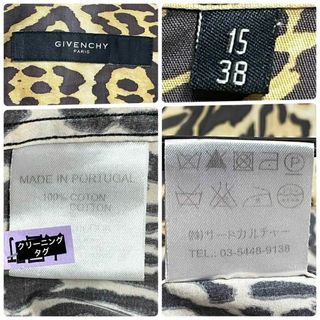 GIVENCHY
PARIS
15
38
MADE IN PORTUGAL
100% COTON
COTTON
クリーニング
タグ
㈱サードカルチャー
TEL.. 03-5448-9138